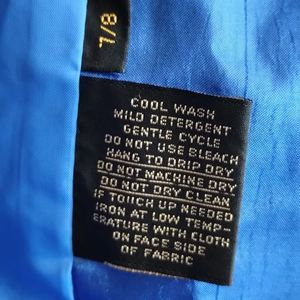 7/8
COOL WASH
MILD DETERGENT
GENTLE CYCLE
DO NOT USE BLEACH
HANG TO DRIP DRY
DO NOT MACHINE DRY
DO NOT DRY CLEAN
IF TOUCH UP NEEDED
IRON AT LOW TEMP-
ERATURE WITH CLOTH
ON FACE SIDE
OF FABRIC